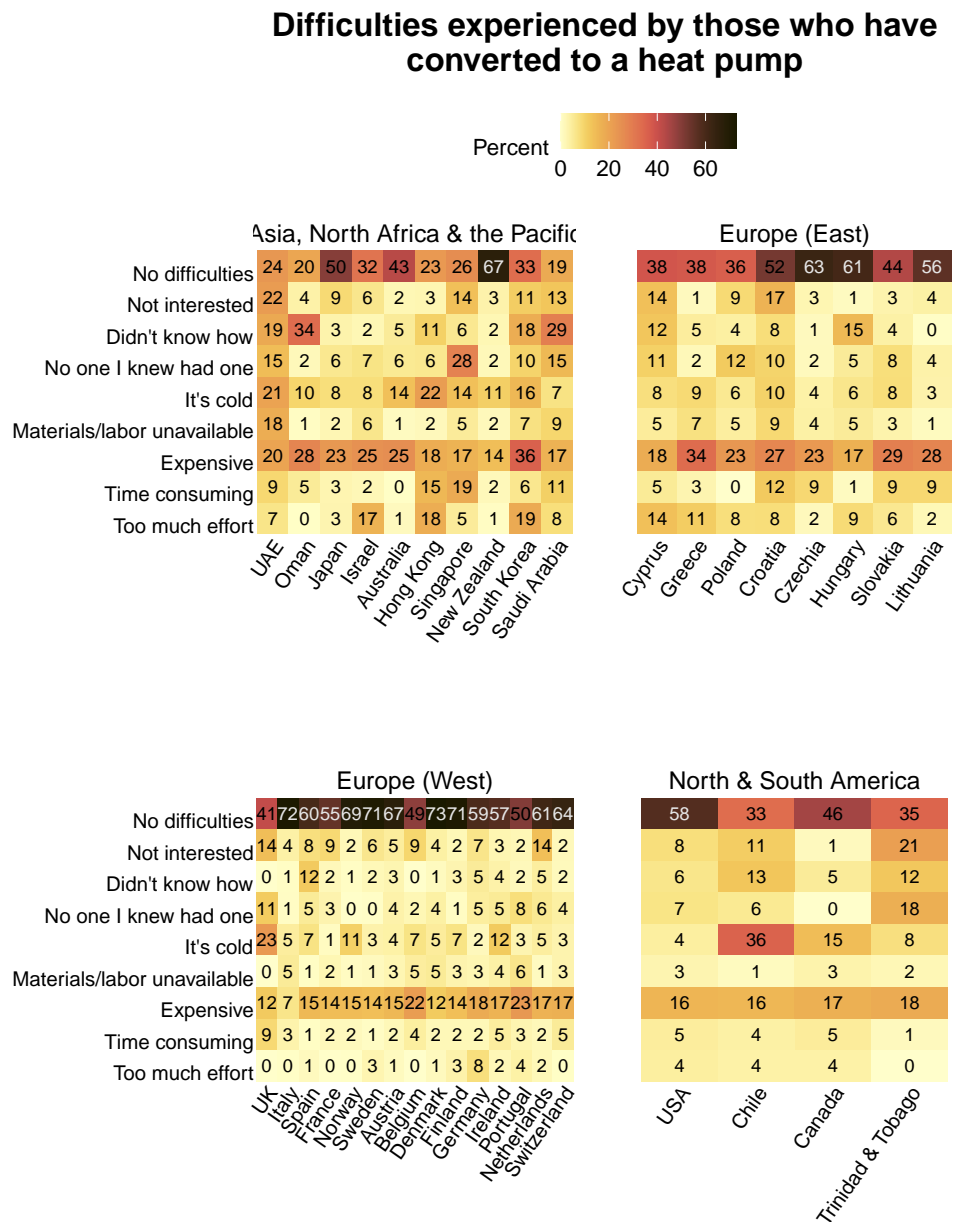 Difficulties experienced by those who have
converted to a heat pump
Percent
0 20 40 60
Asia, North Africa & the Pacific
No difficulties 24 20 50 32 43 23 26 67 33 19
Not interested 22 4 9 6 2 3 14 3 11 13
Didn't know how 19 34 3 2 5 11 6 2 18 29
No one I knew had one 15 2 6 7 6 6 28 2 10 15
It's cold 21 10 8 8 14 22 14 11 16 7
Materials/labor unavailable 18 1 2 6 1 2 5 2 7 9
Expensive 20 28 23 25 25 18 17 14 36 17
Time consuming 9 5 3 2 0 15 19 2 6 11
Too much effort 7 0 3 17 1 18 5 1 19 8
UAE Oman Japan Israel Australia Hong Kong Singapore New Zealand South Korea Saudi Arabia
Europe (East)
38 38 36 52 63 61 44 56
14 1 9 17 3 1 3 4
12 5 4 8 1 15 4 0
11 2 12 10 2 5 8 4
8 9 6 10 4 6 8 3
5 7 5 9 4 5 3 1
18 34 23 27 23 17 29 28
5 3 0 12 9 1 9 9
14 11 8 8 2 9 6 2
Cyprus Greece Poland Croatia Czechia Hungary Slovakia Lithuania
Europe (West)
No difficulties 41 72 60 55 69 71 67 49 73 71 59 57 50 61 64
Not interested 14 4 8 9 2 6 5 9 4 2 7 3 2 14 2
Didn't know how 0 1 12 2 1 2 3 0 1 3 5 4 2 5 2
No one I knew had one 11 1 5 3 0 0 4 2 4 1 5 5 8 6 4
It's cold 23 5 7 1 11 3 4 7 5 7 2 12 3 5 3
Materials/labor unavailable 0 5 1 2 1 1 3 5 5 3 3 4 6 1 3
Expensive 12 7 15 14 15 14 15 22 12 14 18 17 23 17 17
Time consuming 9 3 1 2 2 1 2 4 2 2 2 5 3 2 5
Too much effort 0 0 1 0 0 3 1 0 1 3 8 2 4 2 0
UK Italy Spain France Norway Sweden Austria Belgium Denmark Finland Germany Ireland Portugal Netherlands Switzerland
North & South America
58 33 46 35
8 11 1 21
6 13 5 12
7 6 0 18
4 36 15 8
3 1 3 2
16 16 17 18
5 4 5 1
4 4 4 0
USA Chile Canada Trinidad & Tobago